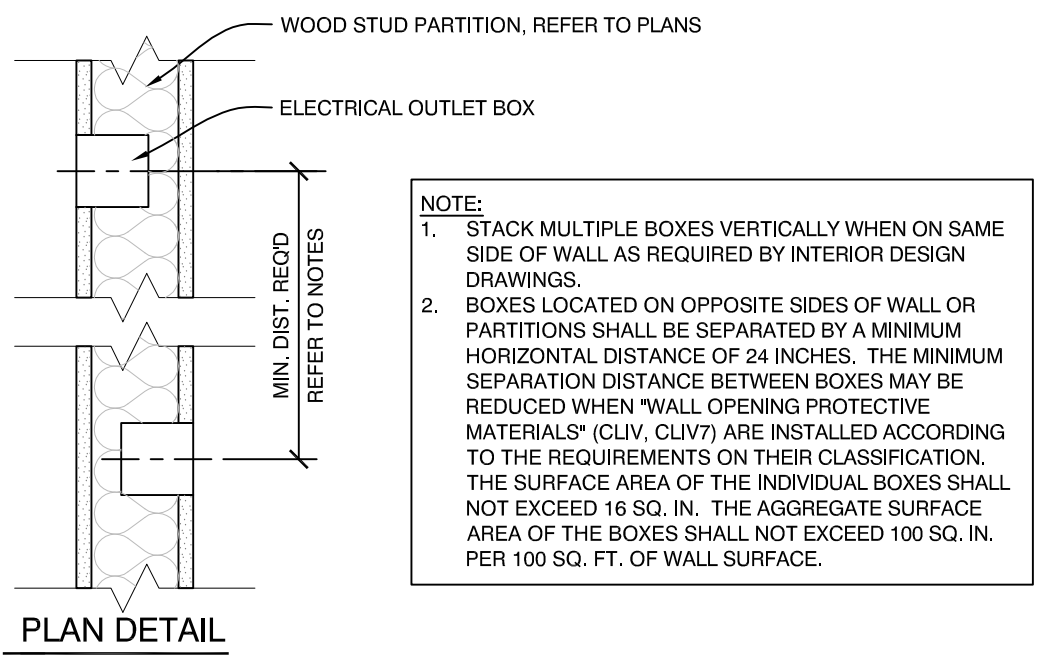 WOOD STUD PARTITION, REFER TO PLANS
ELECTRICAL OUTLET BOX
MIN. DIST. REQ'D
REFER TO NOTES
NOTE:
1. STACK MULTIPLE BOXES VERTICALLY WHEN ON SAME
SIDE OF WALL AS REQUIRED BY INTERIOR DESIGN
DRAWINGS.
2. BOXES LOCATED ON OPPOSITE SIDES OF WALL OR
PARTITIONS SHALL BE SEPARATED BY A MINIMUM
HORIZONTAL DISTANCE OF 24 INCHES. THE MINIMUM
SEPARATION DISTANCE BETWEEN BOXES MAY BE
REDUCED WHEN "WALL OPENING PROTECTIVE
MATERIALS" (CLIV, CLIV7) ARE INSTALLED ACCORDING
TO THE REQUIREMENTS ON THEIR CLASSIFICATION.
THE SURFACE AREA OF THE INDIVIDUAL BOXES SHALL
NOT EXCEED 16 SQ. IN. THE AGGREGATE SURFACE
AREA OF THE BOXES SHALL NOT EXCEED 100 SQ. IN.
PER 100 SQ. FT. OF WALL SURFACE.
PLAN DETAIL